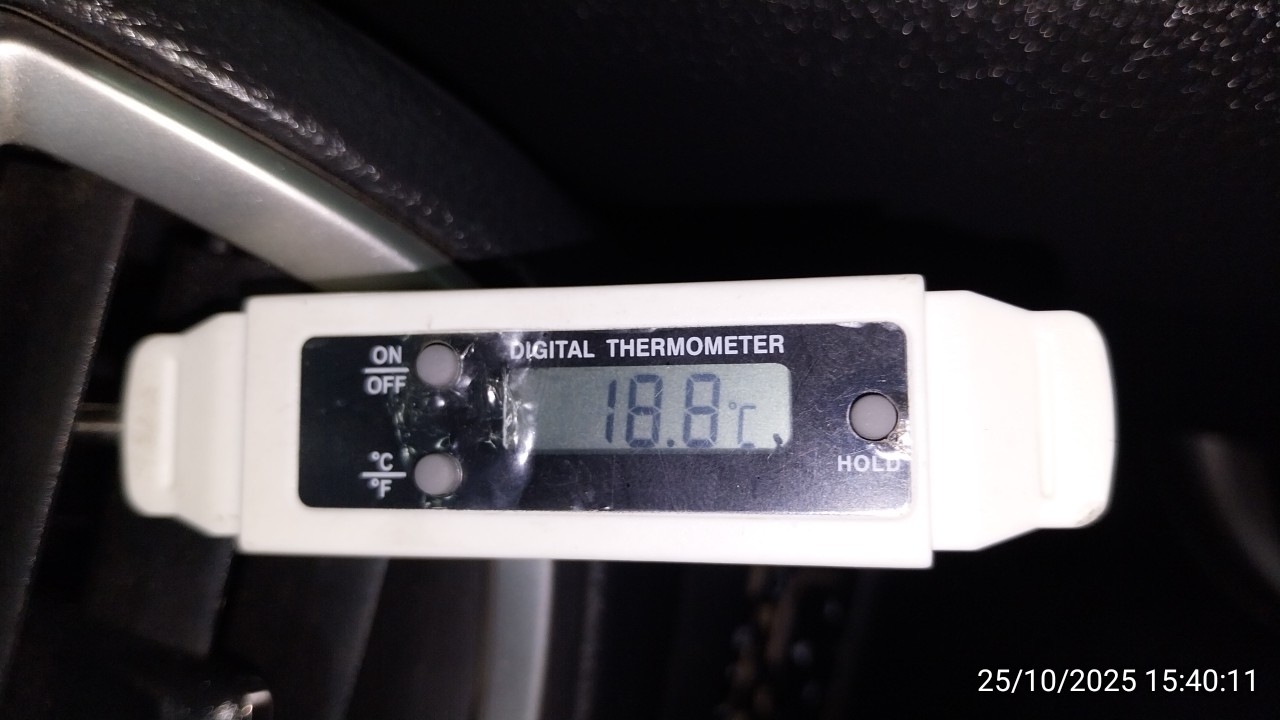 DIGITAL THERMOMETER
ON
OFF
18.8°C
°C
°F
HOLD
25/10/2025 15:40:11